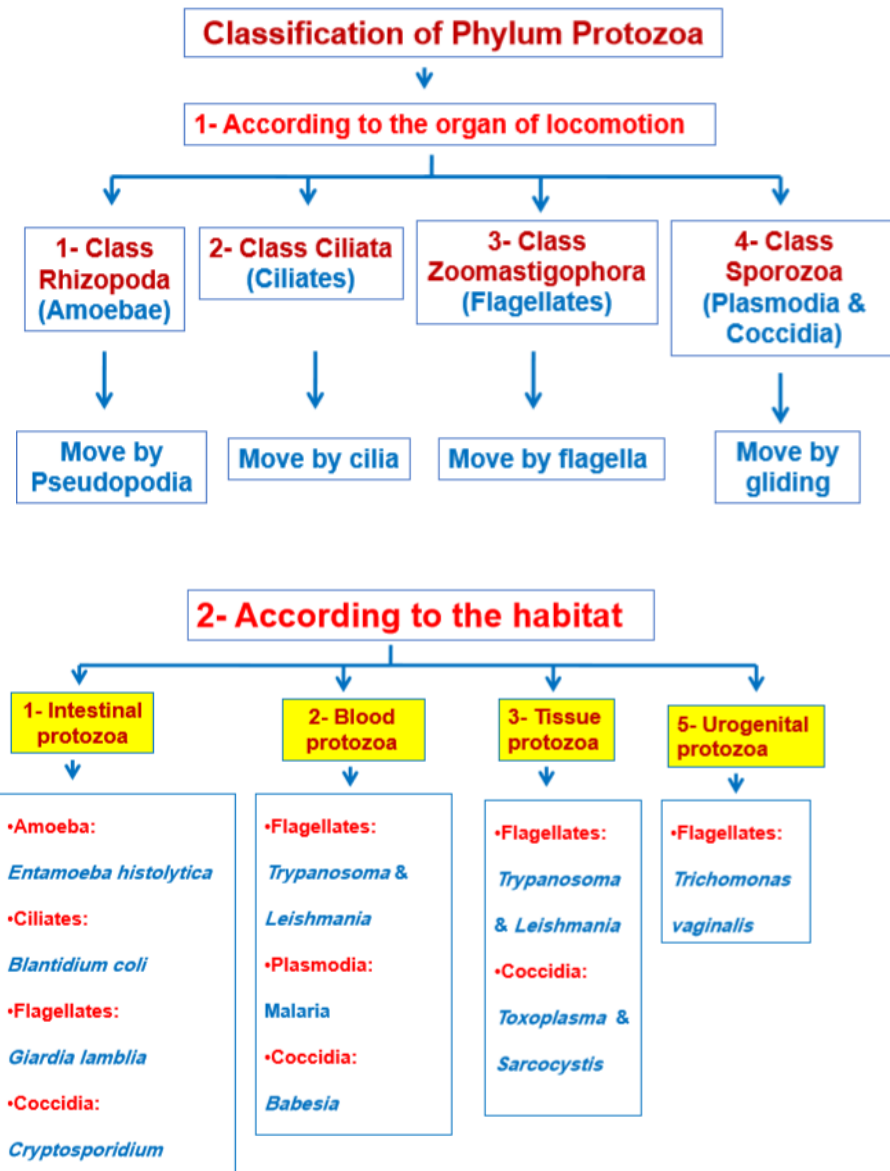 Classification of Phylum Protozoa
1- According to the organ of locomotion
1- Class
Rhizopoda
(Amoebae)
2- Class Ciliata
(Ciliates)
3- Class
Zoomastigophora
(Flagellates)
4- Class
Sporozoa
(Plasmodia &
Coccidia)
Move by
Pseudopodia
Move by cilia
Move by flagella
Move by
gliding
2- According to the habitat
1- Intestinal
protozoa
2- Blood
protozoa
3- Tissue
protozoa
5- Urogenital
protozoa
•Amoeba:
Entamoeba histolytica
•Ciliates:
Blantidium coli
•Flagellates:
Giardia lamblia
•Coccidia:
Cryptosporidium
•Flagellates:
Trypanosoma &
Leishmania
•Plasmodia:
Malaria
•Coccidia:
Babesia
•Flagellates:
Trypanosoma
& Leishmania
•Coccidia:
Toxoplasma &
Sarcocystis
•Flagellates:
Trichomonas
vaginalis